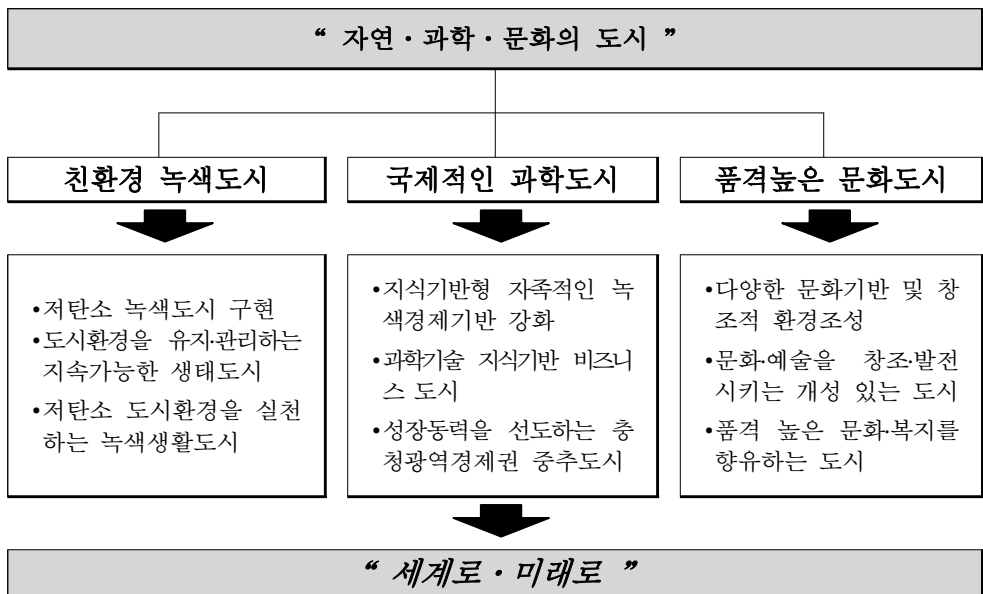 “ 자연·과학·문화의 도시 ”
친환경 녹색도시
국제적인 과학도시
품격높은 문화도시
•저탄소 녹색도시 구현
•도시환경을 유지·관리하는
지속가능한 생태도시
•저탄소 도시환경을 실천
하는 녹색생활도시
•지식기반형 자족적인 녹
색경제기반 강화
•과학기술 지식기반 비즈니
스 도시
•성장동력을 선도하는 충
청광역경제권 중추도시
•다양한 문화기반 및 창
조적 환경조성
•문화·예술을 창조·발전
시키는 개성 있는 도시
•품격 높은 문화·복지를
향유하는 도시
“ 세계로·미래로 ”